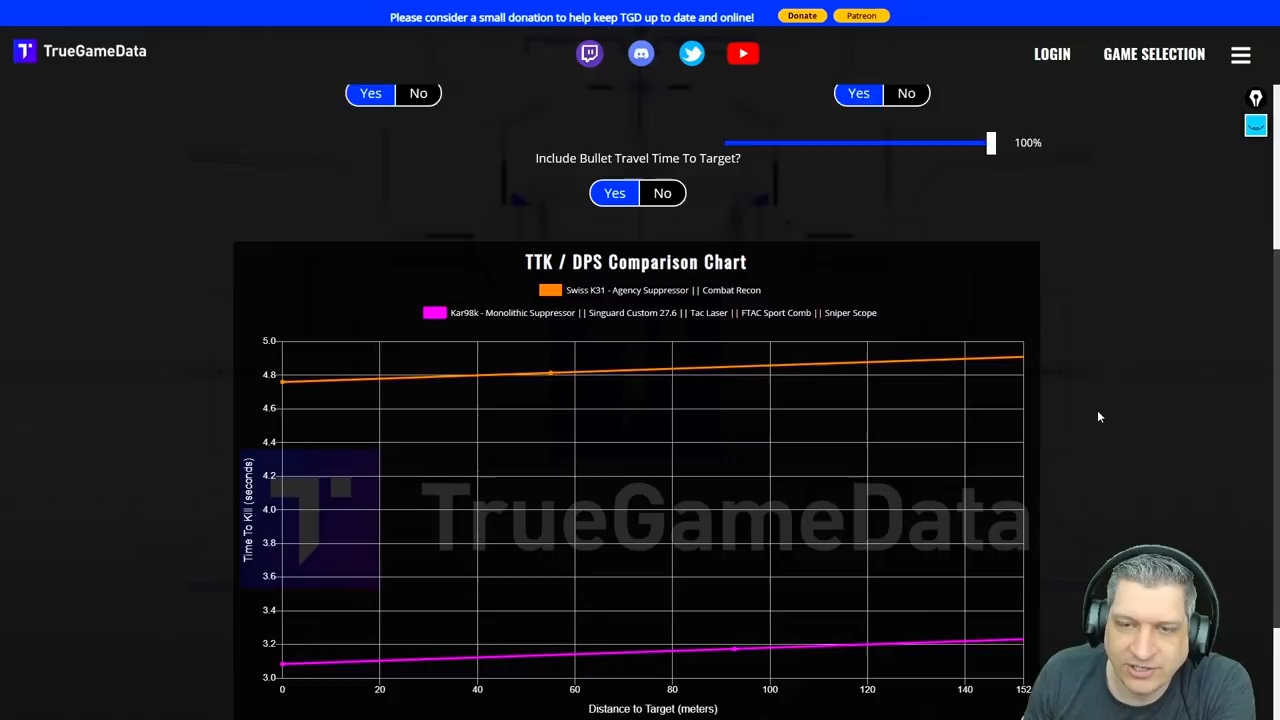 Please consider a small donation to help keep TGD up to date and online! Donate Patreon
TrueGameData LOGIN GAME SELECTION
Yes No Yes No
100%
Include Bullet Travel Time To Target?
Yes No
TTK / DPS Comparison Chart
Swiss K31 - Agency Suppressor || Combat Recon
Kar98k - Monolithic Suppressor || Singuard Custom 27.6 || Tac Laser || FTAC Sport Comb || Sniper Scope
5.0
4.8
4.6
4.4
4.2
4.0
3.8
3.6
3.4
3.2
3.0
Time To Kill (seconds)
TrueGameData
0 20 40 60 80 100 120 140 152
Distance to Target (meters)